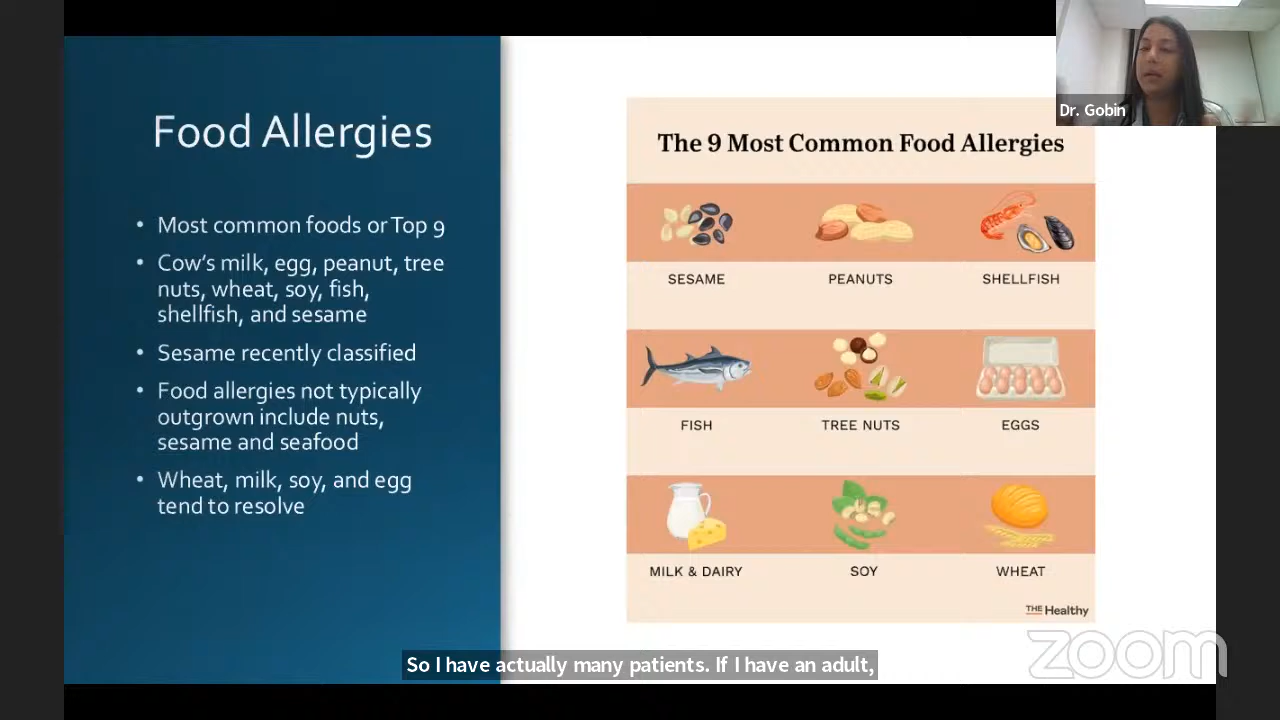 Food Allergies
• Most common foods or Top 9
• Cow's milk, egg, peanut, tree
nuts, wheat, soy, fish,
shellfish, and sesame
• Sesame recently classified
• Food allergies not typically
outgrown include nuts,
sesame and seafood
• Wheat, milk, soy, and egg
tend to resolve
The 9 Most Common Food Allergies
SESAME PEANUTS SHELLFISH
FISH TREE NUTS EGGS
MILK & DAIRY SOY WHEAT
THE Healthy
Dr. Gobin
So I have actually many patients. If I have an adult,
zoom